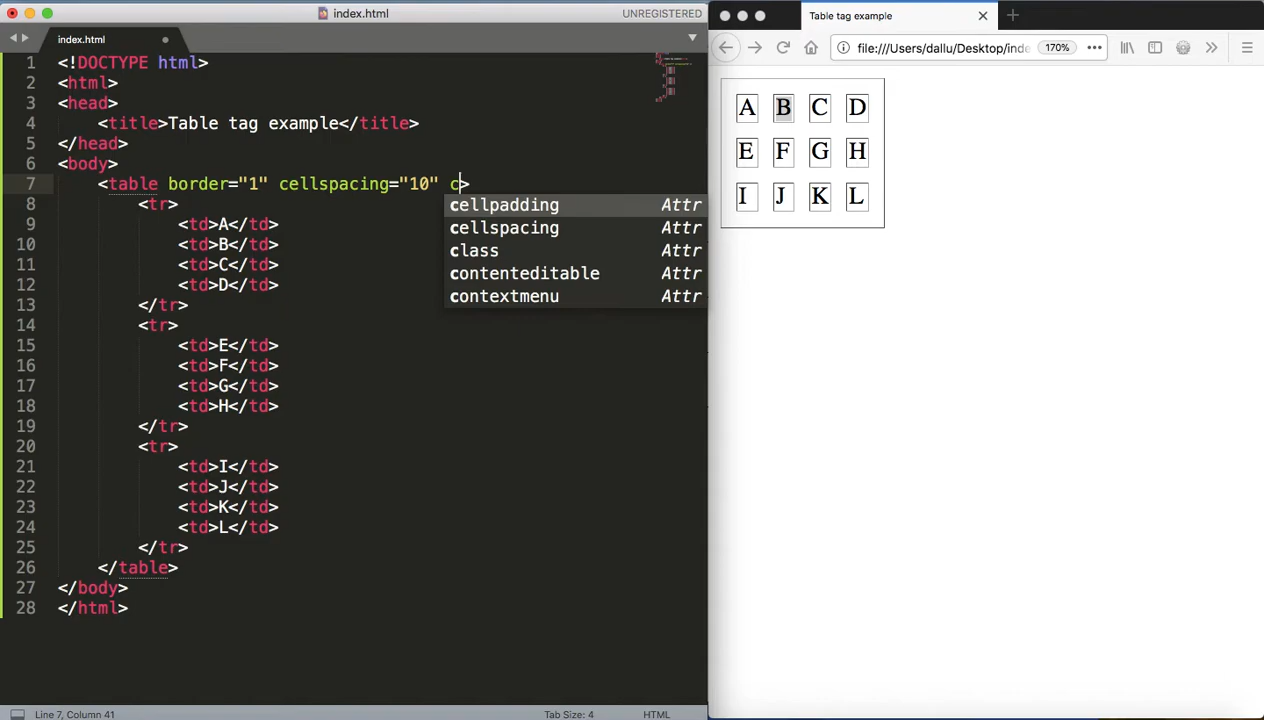 index.html
UNREGISTERED
index.html
1 <!DOCTYPE html>
2 <html>
3 <head>
4 <title>Table tag example</title>
5 </head>
6 <body>
7 <table border="1" cellspacing="10" c>
8 <tr>
9 <td>A</td>
10 <td>B</td>
11 <td>C</td>
12 <td>D</td>
13 </tr>
14 <tr>
15 <td>E</td>
16 <td>F</td>
17 <td>G</td>
18 <td>H</td>
19 </tr>
20 <tr>
21 <td>I</td>
22 <td>J</td>
23 <td>K</td>
24 <td>L</td>
25 </tr>
26 </table>
27 </body>
28 </html>
cellpadding Attr
cellspacing Attr
class Attr
contenteditable Attr
contextmenu Attr
Line 7, Column 41
Tab Size: 4
HTML
Table tag example
file:///Users/dallu/Desktop/inde
170%
A B C D
E F G H
I J K L